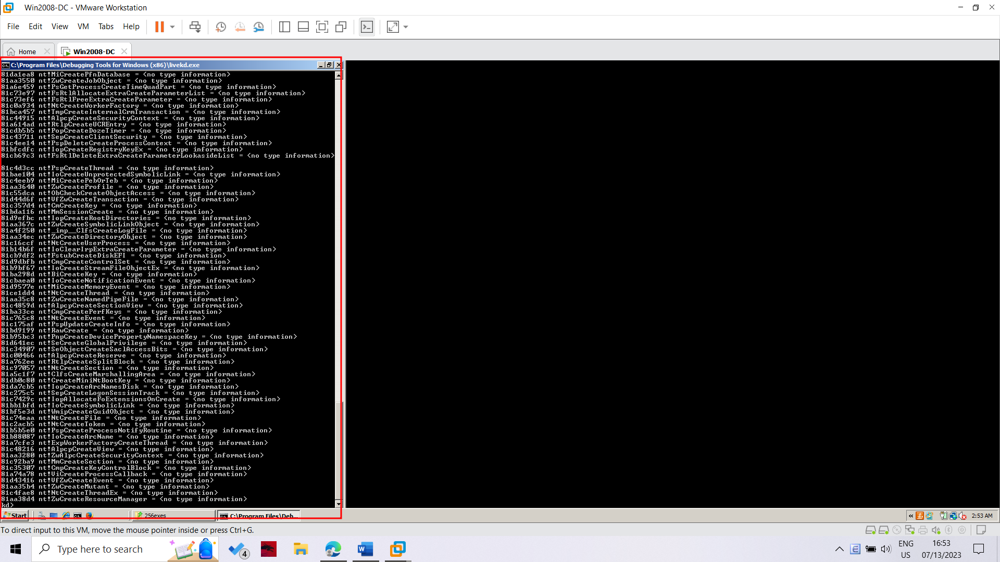 Win2008-DC - VMware Workstation
File Edit View VM Tabs Help
Home
Win2008-DC
C:\Program Files\Debugging Tools for Windows (x86)\livekd.exe
81da1ea8 nt!MiCreatePfnDatabase = <no type information>
81aa3550 nt!ZwCreateJobObject = <no type information>
81a6e459 nt!PsGetProcessCreateTimeQuadPart = <no type information>
81c73e97 nt!FsRtlAllocateExtraCreateParameterList = <no type information>
81c73ef6 nt!FsRtlFreeExtraCreateParameter = <no type information>
81c0a934 nt!NtCreateWorkerFactory = <no type information>
81bca457 nt!TmpCreateInternalCrmTransaction = <no type information>
81c44915 nt!AlpcpCreateSecurityContext = <no type information>
81a614ad nt!RtlpCreateUCREntry = <no type information>
81cdb5b5 nt!PopCreateDozeTimer = <no type information>
81c43711 nt!SepCreateClientSecurity = <no type information>
81c4ee14 nt!PspDeleteCreateProcessContext = <no type information>
81bfcdfc nt!IopCreateRegistryKeyEx = <no type information>
81cb69c3 nt!FsRtlDeleteExtraCreateParameterLookasideList = <no type information>
81c4d3cc nt!PspCreateThread = <no type information>
81bae104 nt!IoCreateUnprotectedSymbolicLink = <no type information>
81c4eeb9 nt!MiCreatePebOrTeb = <no type information>
81aa3640 nt!ZwCreateProfile = <no type information>
81c55dca nt!ObCheckCreateObjectAccess = <no type information>
81d44d6f nt!VfZwCreateTransaction = <no type information>
81c357d4 nt!CmCreateKey = <no type information>
81bda116 nt!MmSessionCreate = <no type information>
81d9efbc nt!IopCreateRootDirectories = <no type information>
81aa367c nt!ZwCreateSymbolicLinkObject = <no type information>
81a4f250 nt!_imp__ClfsCreateLogFile = <no type information>
81aa34ec nt!ZwCreateDirectoryObject = <no type information>
81c16ccf nt!NtCreateUserProcess = <no type information>
81b14b6f nt!IoClearIrpExtraCreateParameter = <no type information>
81cb9df2 nt!FstubCreateDiskEFI = <no type information>
81d9dbfb nt!CmpCreateControlSet = <no type information>
81b9bf67 nt!IoCreateStreamFileObjectEx = <no type information>
81ba298d nt!BiCreateKey = <no type information>
81cbaea0 nt!IoCreateNotificationEvent = <no type information>
81d9577e nt!MiCreateMemoryEvent = <no type information>
81ce1dd4 nt!NtCreateThread = <no type information>
81aa35c8 nt!ZwCreateNamedPipeFile = <no type information>
81c4859d nt!AlpcpCreateSectionView = <no type information>
81ba33ce nt!CmpCreatePerfKeys = <no type information>
81c765c8 nt!NtCreateEvent = <no type information>
81c175af nt!PspUpdateCreateInfo = <no type information>
81bd9199 nt!RawCreate = <no type information>
81b95bc3 nt!PnpCreateDevicePropertyNamespaceKey = <no type information>
81d641ec nt!SeCreateGlobalPrivilege = <no type information>
81c34907 nt!SeObjectCreateSaclAccessBits = <no type information>
81c00466 nt!AlpcpCreateReserve = <no type information>
81a762ee nt!RtlpCreateSplitBlock = <no type information>
81c97057 nt!NtCreateSection = <no type information>
81a5c1f7 nt!ClfsCreateMarshallingArea = <no type information>
81db0c80 nt!CreateMiniNtBootKey = <no type information>
81da7cb5 nt!IopCreateArcNamesDisk = <no type information>
81c275c5 nt!SepCreateLogonSessionTrack = <no type information>
81c7429c nt!IopAllocateFoExtensionsOnCreate = <no type information>
81bb1bfd nt!IoCreateSymbolicLink = <no type information>
81bf5e3d nt!WmipCreateGuidObject = <no type information>
81c74eaa nt!NtCreateFile = <no type information>
81c2acb5 nt!NtCreateToken = <no type information>
81b5b5e0 nt!PspCreateProcessNotifyRoutine = <no type information>
81b88087 nt!IoCreateArcName = <no type information>
81a7cfe3 nt!ExpWorkerFactoryCreateThread = <no type information>
81c48216 nt!AlpcpCreateView = <no type information>
81aa3280 nt!ZwAlpcCreateSecurityContext = <no type information>
81c92ba9 nt!MmCreateSection = <no type information>
81c35307 nt!CmpCreateKeyControlBlock = <no type information>
81a74a78 nt!ViCreateProcessCallback = <no type information>
81d43416 nt!VfZwCreateEvent = <no type information>
81aa35b4 nt!ZwCreateMutant = <no type information>
81c4fae8 nt!NtCreateThreadEx = <no type information>
81aa38d4 nt!ZwCreateResourceManager = <no type information>
kd>
Start
256exes
C:\Program Files\Deb...
2:53 AM
To direct input to this VM, move the mouse pointer inside or press Ctrl+G.
Type here to search
4
ENG
US
16:53
07/13/2023